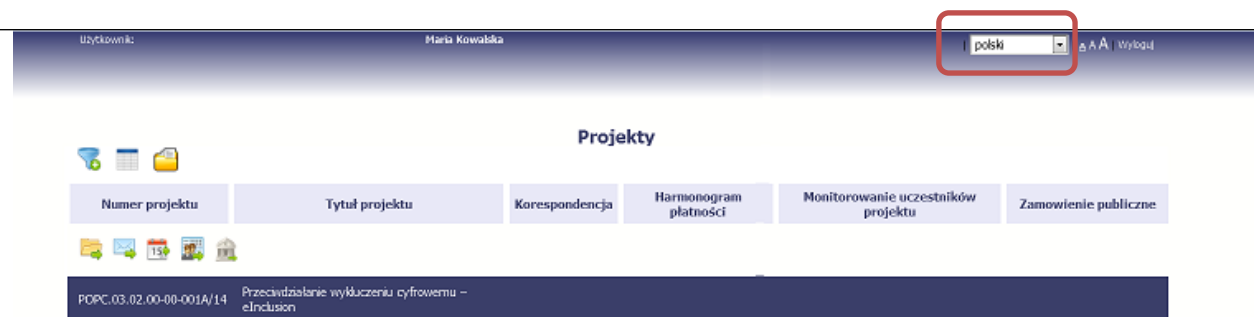 Użytkownik: Maria Kowalska | polski A A A | Wyloguj
Projekty
Numer projektu Tytuł projektu Korespondencja Harmonogram płatności Monitorowanie uczestników projektu Zamowienie publiczne
15
POPC.03.02.00-00-001A/14 Przeciwdziałanie wykluczeniu cyfrowemu –
eInclusion